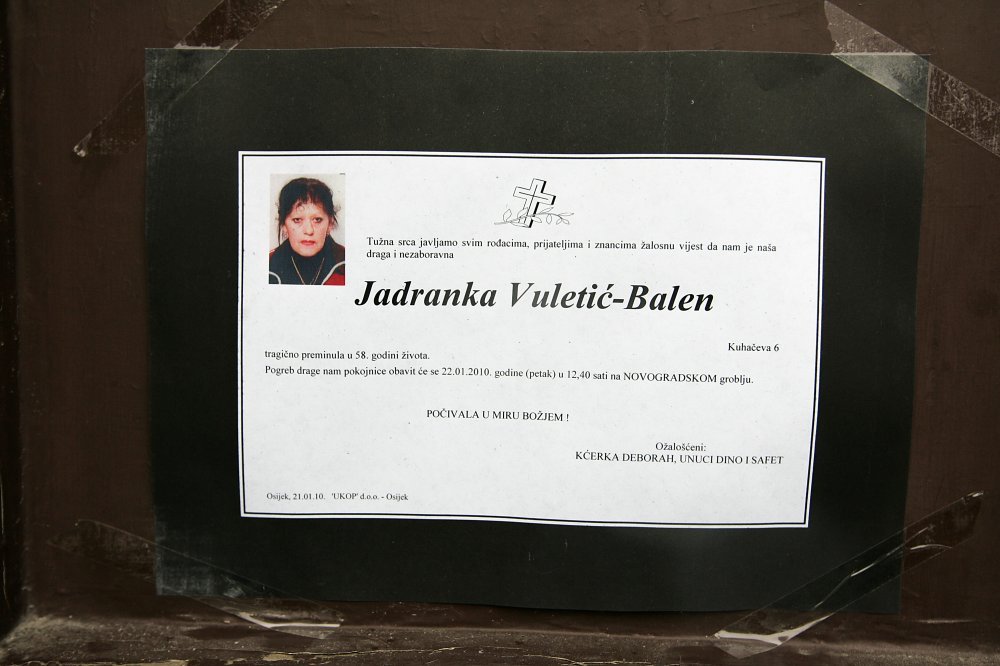 Tužna srca javljamo svim rođacima, prijateljima i znancima žalosnu vijest da nam je naša
draga i nezaboravna
Jadranka Vuletić-Balen
Kuhačeva 6
tragično preminula u 58. godini života.
Pogreb drage nam pokojnice obavit će se 22.01.2010. godine (petak) u 12,40 sati na NOVOGRADSKOM groblju.
POČIVALA U MIRU BOŽJEM !
Ožalošćeni:
KĆERKA DEBORAH, UNUCI DINO I SAFET
Osijek, 21.01.10. 'UKOP' d.o.o. - Osijek